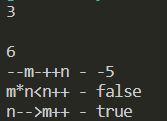 3
6
--m-++n - -5
m*n<n++ - false
n-->m++ - true